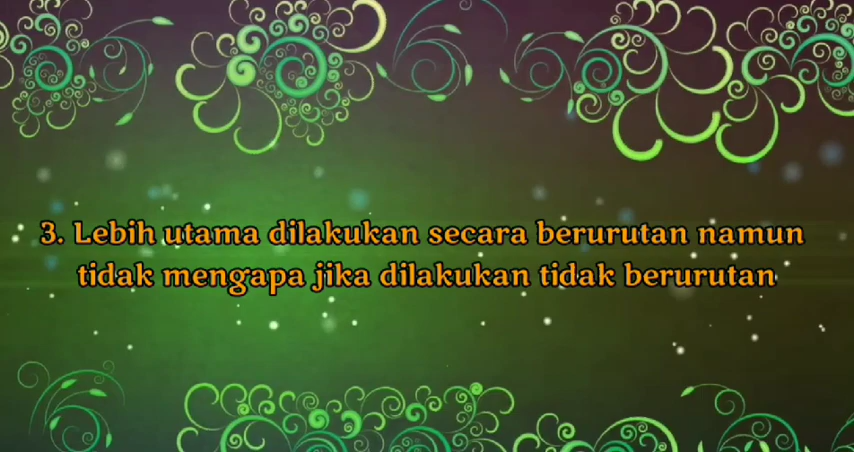 3. Lebih utama dilakukan secara berurutan namun
tidak mengapa jika dilakukan tidak berurutan